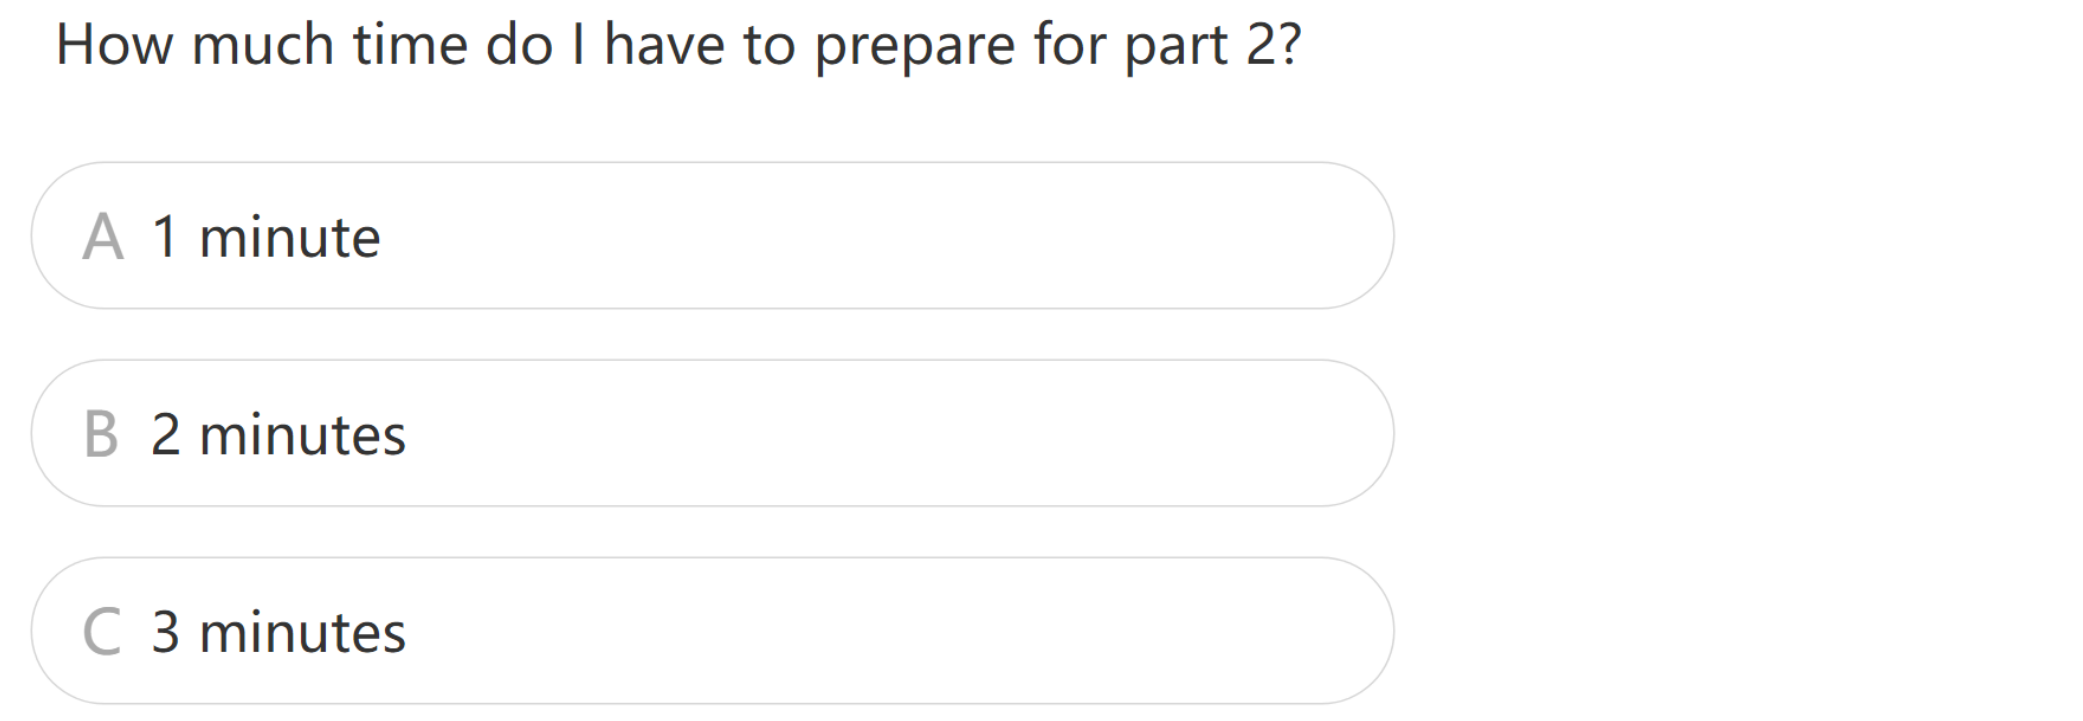 How much time do I have to prepare for part 2?
A 1 minute
B 2 minutes
C 3 minutes